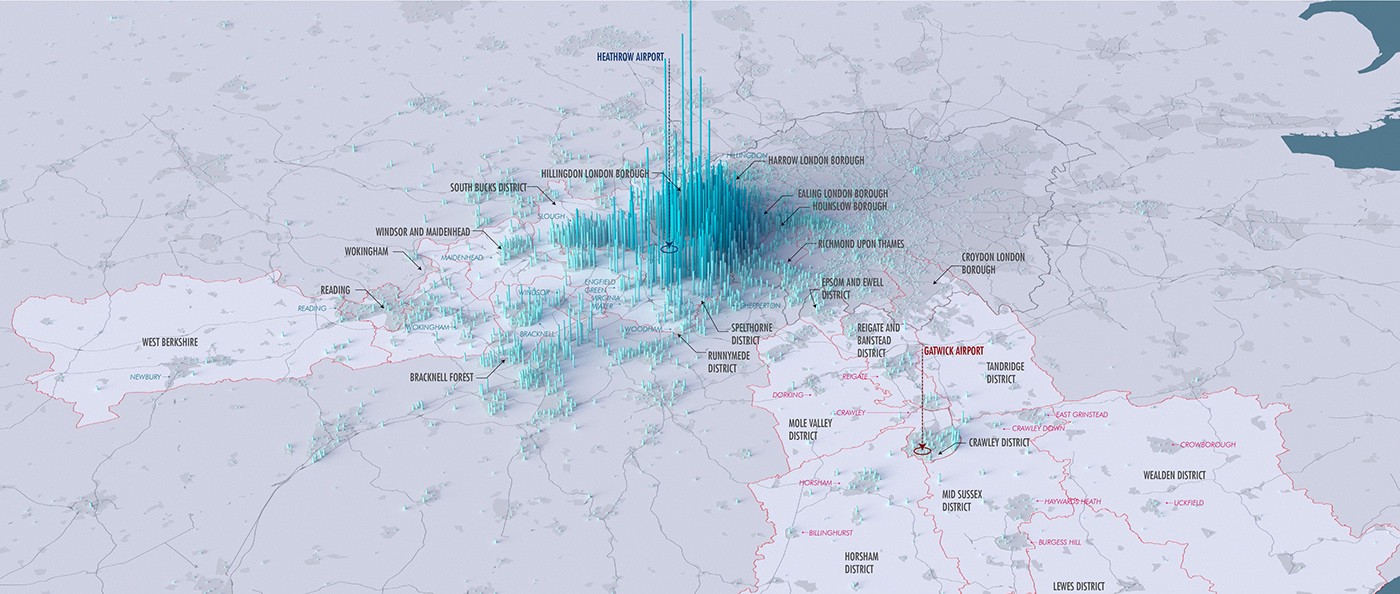 HEATHROW AIRPORT
HILLINGDON
HARROW LONDON BOROUGH
HILLINGDON LONDON BOROUGH
SOUTH BUCKS DISTRICT
EALING LONDON BOROUGH
HOUNSLOW BOROUGH
SLOUGH
WINDSOR AND MAIDENHEAD
RICHMOND UPON THAMES
WOKINGHAM
MAIDENHEAD
CROYDON LONDON
BOROUGH
READING
WINDSOR
ENGFIELD
GREEN
VIRGINIA
WATER
EPSOM AND EWELL
DISTRICT
READING
SHEPPERTON
WOKINGHAM
BRACKNELL
WOODHAM
SPELTHORNE
DISTRICT
REIGATE AND
BANSTEAD
DISTRICT
WEST BERKSHIRE
RUNNYMEDE
DISTRICT
GATWICK AIRPORT
TANDRIDGE
DISTRICT
NEWBURY
BRACKNELL FOREST
REIGATE
DORKING
CRAWLEY
EAST GRINSTEAD
MOLE VALLEY
DISTRICT
CRAWLEY DOWN
CRAWLEY DISTRICT
CROWBOROUGH
WEALDEN DISTRICT
HORSHAM
MID SUSSEX
DISTRICT
HAYWARDS HEATH
UCKFIELD
BILLINGHURST
BURGESS HILL
HORSHAM
DISTRICT
LEWES DISTRICT